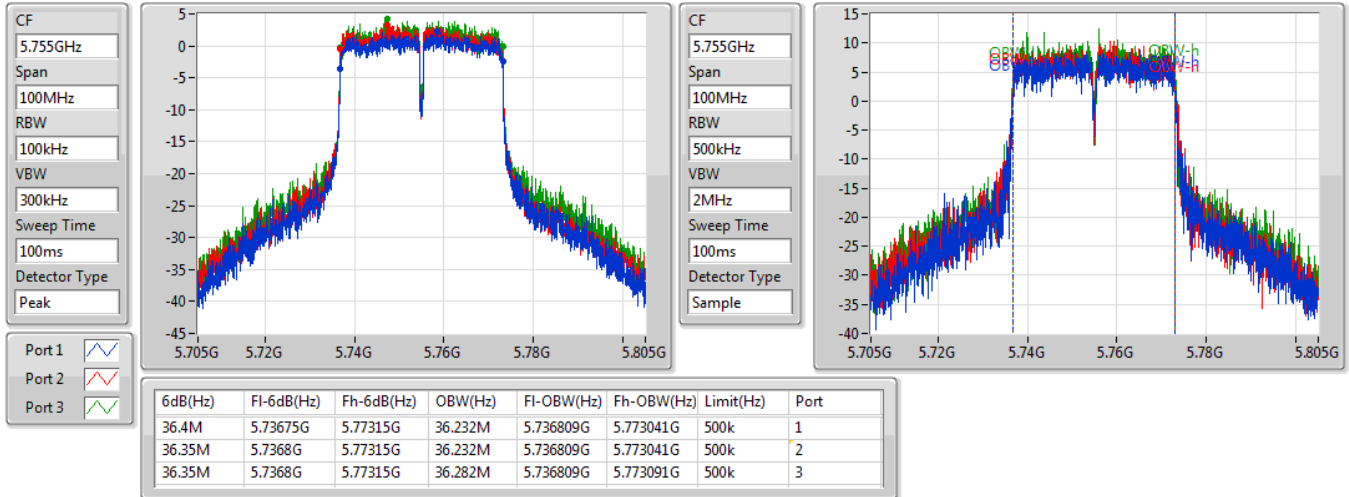 CF
5.755GHz
Span
100MHz
RBW
100kHz
VBW
300kHz
Sweep Time
100ms
Detector Type
Peak
5-
0-
-5-
-10-
-15-
-20-
-25-
-30-
-35-
-40-
-45-
5.705G 5.72G 5.74G 5.76G 5.78G 5.805G
CF
5.755GHz
Span
100MHz
RBW
500kHz
VBW
2MHz
Sweep Time
100ms
Detector Type
Sample
15-
10-
5-
0-
-5-
-10-
-15-
-20-
-25-
-30-
-35-
-40-
OBW-h
5.705G 5.72G 5.74G 5.76G 5.78G 5.805G
Port 1
Port 2
Port 3
6dB(Hz) Fl-6dB(Hz) Fh-6dB(Hz) OBW(Hz) Fl-OBW(Hz) Fh-OBW(Hz) Limit(Hz) Port
36.4M 5.73675G 5.77315G 36.232M 5.736809G 5.773041G 500k 1
36.35M 5.7368G 5.77315G 36.232M 5.736809G 5.773041G 500k 2
36.35M 5.7368G 5.77315G 36.282M 5.736809G 5.773091G 500k 3